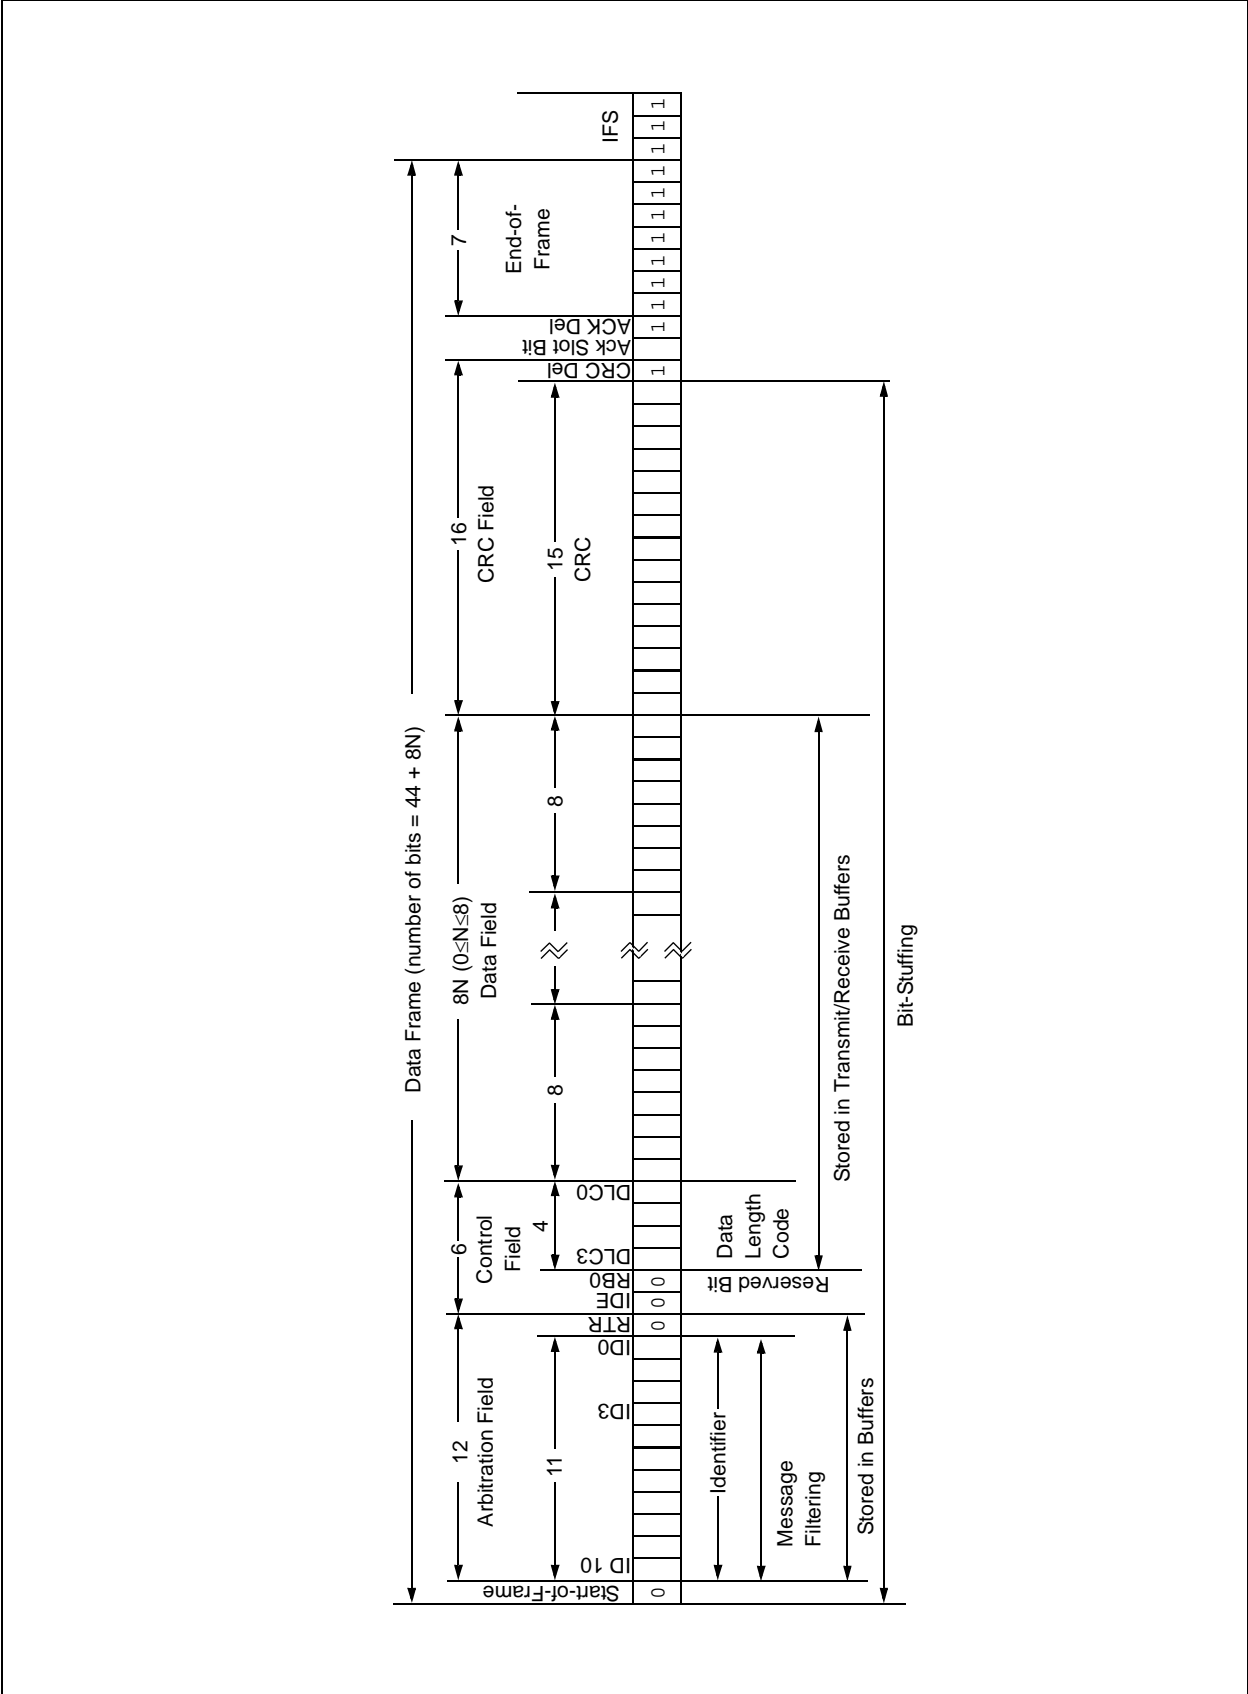 Data Frame (number of bits = 44 + 8N)
12
Arbitration Field
6
Control
Field
8N (0≤N≤8)
Data Field
16
CRC Field
7
End-of-
Frame
IFS
11
4
8
8
15
CRC
Start-of-Frame
ID 10
ID3
ID0
RTR
IDE
RB0
DLC3
DLC0
CRC Del
Ack Slot Bit
ACK Del
0
0
0
0
1
1
1
1
1
1
1
1
1
1
1
1
Identifier
Message
Filtering
Stored in Buffers
Reserved Bit
Data
Length
Code
Stored in Transmit/Receive Buffers
Bit-Stuffing